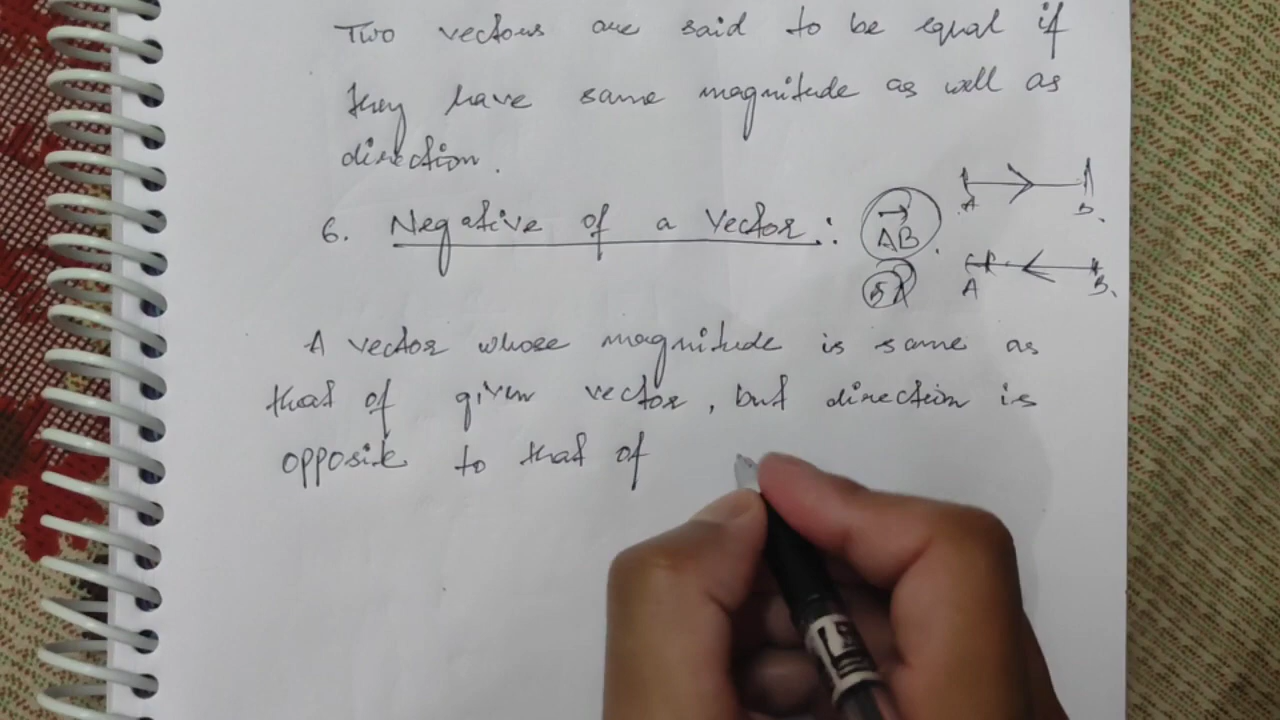 Two vectors are said to be equal if
they have same magnitude as well as
direction.
6. Negative of a Vector:
AB
A B.
BA
A B.
A vector whose magnitude is same as
that of given vector, but direction is
opposite to that of